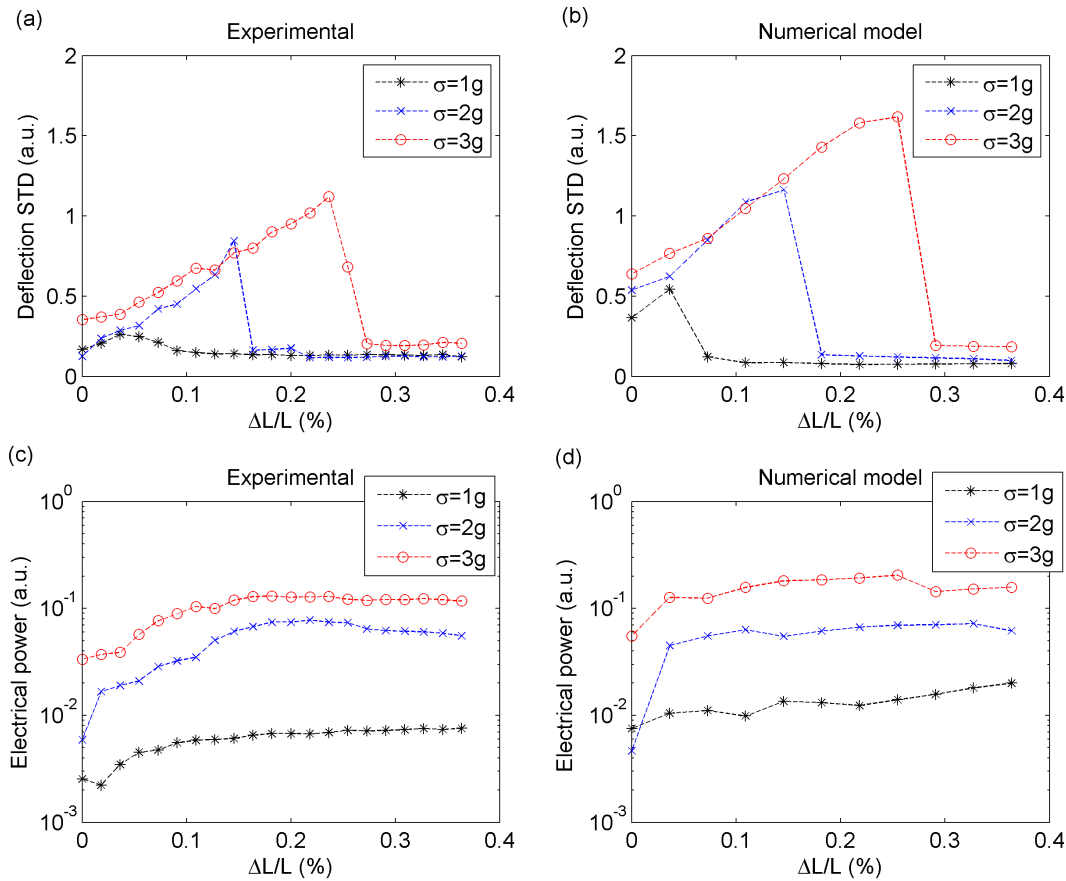 (a)
Experimental
2
1.5
1
0.5
0
0
0.1
0.2
0.3
0.4
Deflection STD (a.u.)
ΔL/L (%)
σ=1g
σ=2g
σ=3g
(b)
Numerical model
2
1.5
1
0.5
0
0
0.1
0.2
0.3
0.4
Deflection STD (a.u.)
ΔL/L (%)
σ=1g
σ=2g
σ=3g
(c)
Experimental
10⁰
10⁻¹
10⁻²
10⁻³
0
0.1
0.2
0.3
0.4
Electrical power (a.u.)
ΔL/L (%)
σ=1g
σ=2g
σ=3g
(d)
Numerical model
10⁰
10⁻¹
10⁻²
10⁻³
0
0.1
0.2
0.3
0.4
Electrical power (a.u.)
ΔL/L (%)
σ=1g
σ=2g
σ=3g